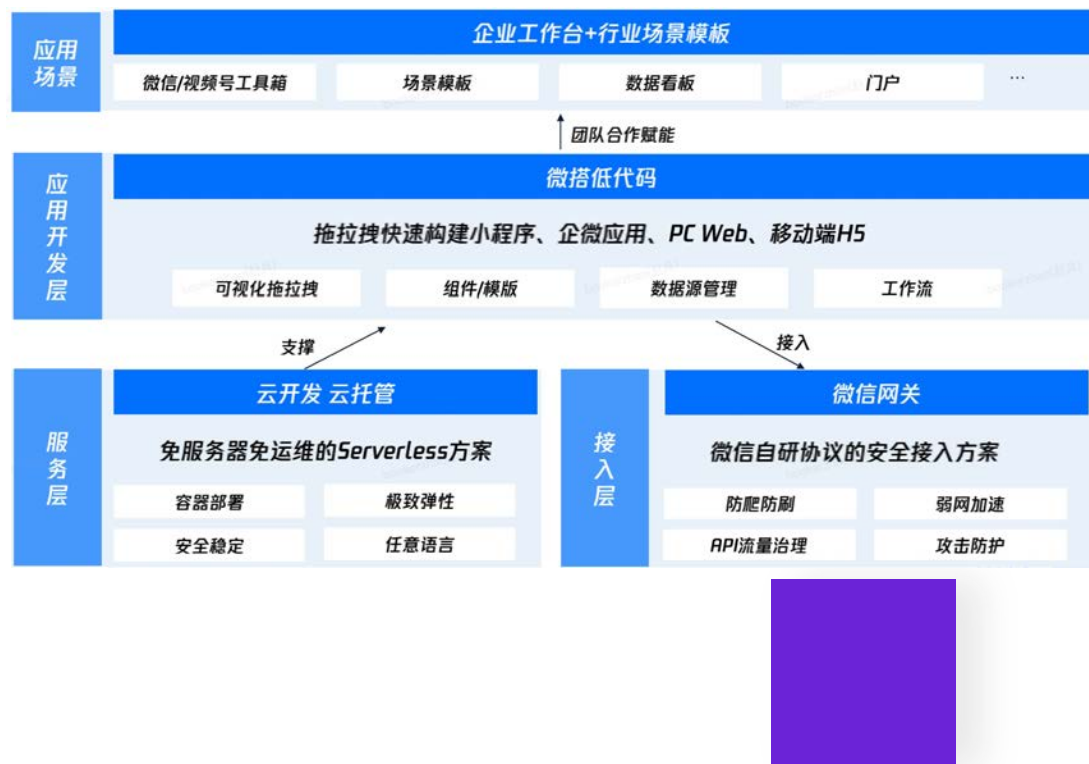 应用场景
企业工作台+行业场景模板
微信/视频号工具箱
场景模板
数据看板
门户
...
团队合作赋能
应用开发层
微搭低代码
拖拉拽快速构建小程序、企微应用、PC Web、移动端H5
可视化拖拉拽
组件/模版
数据源管理
工作流
支撑
接入
服务层
云开发 云托管
免服务器免运维的Serverless方案
容器部署
极致弹性
安全稳定
任意语言
接入层
微信网关
微信自研协议的安全接入方案
防爬防刷
弱网加速
API流量治理
攻击防护